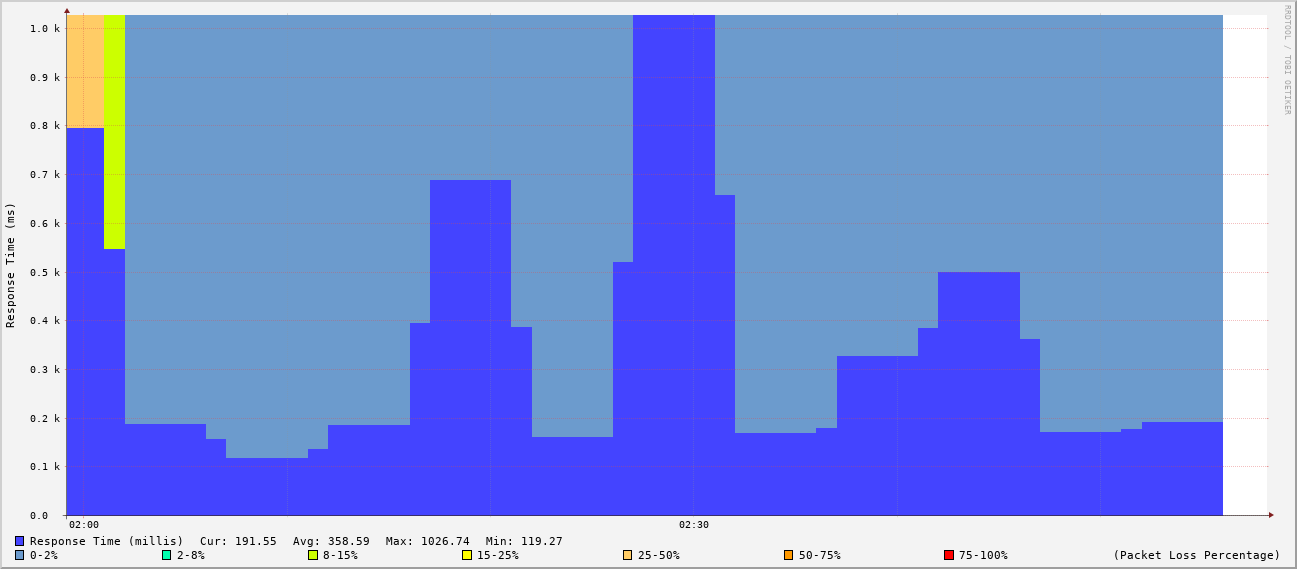 RRDTOOL / TOBI OETIKER
Response Time (ms)
1.0 k
0.9 k
0.8 k
0.7 k
0.6 k
0.5 k
0.4 k
0.3 k
0.2 k
0.1 k
0.0
02:00 02:30
Response Time (millis) Cur: 191.55 Avg: 358.59 Max: 1026.74 Min: 119.27
0-2% 2-8% 8-15% 15-25% 25-50% 50-75% 75-100% (Packet Loss Percentage)